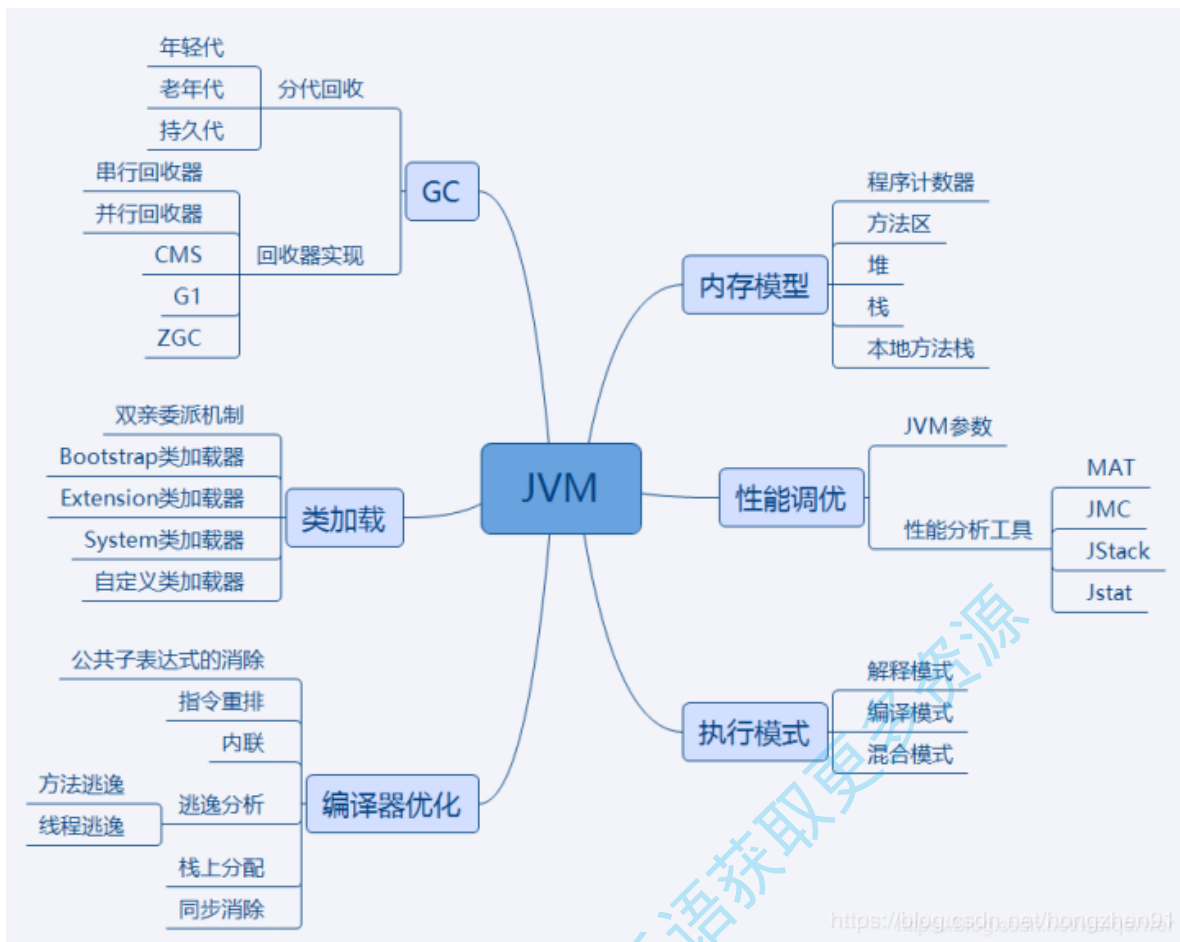 年轻代
老年代
持久代
分代回收
串行回收器
并行回收器
CMS
G1
ZGC
回收器实现
GC
双亲委派机制
Bootstrap类加载器
Extension类加载器
System类加载器
自定义类加载器
类加载
公共子表达式的消除
指令重排
内联
方法逃逸
线程逃逸
逃逸分析
栈上分配
同步消除
编译器优化
JVM
程序计数器
方法区
堆
栈
本地方法栈
内存模型
JVM参数
MAT
JMC
JStack
Jstat
性能分析工具
性能调优
解释模式
编译模式
混合模式
执行模式
语获取更多资源
https://blog.csdn.net/hongzhen91